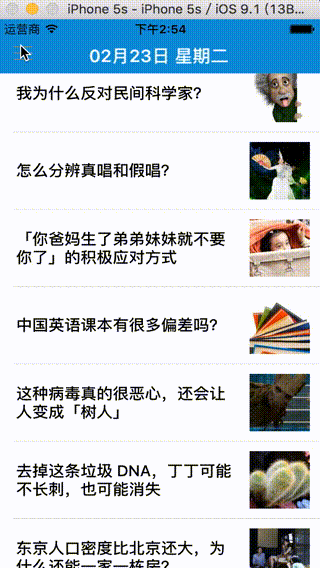 iPhone 5s - iPhone 5s / iOS 9.1 (13B...
运营商 下午2:54
02月23日 星期二
我为什么反对民间科学家?
怎么分辨真唱和假唱?
「你爸妈生了弟弟妹妹就不要
你了」的积极应对方式
中国英语课本有很多偏差吗?
这种病毒真的很恶心，还会让
人变成「树人」
去掉这条垃圾 DNA，丁丁可能
不长刺，也可能消失
东京人口密度比北京还大，为
什么还能一家一栋房?